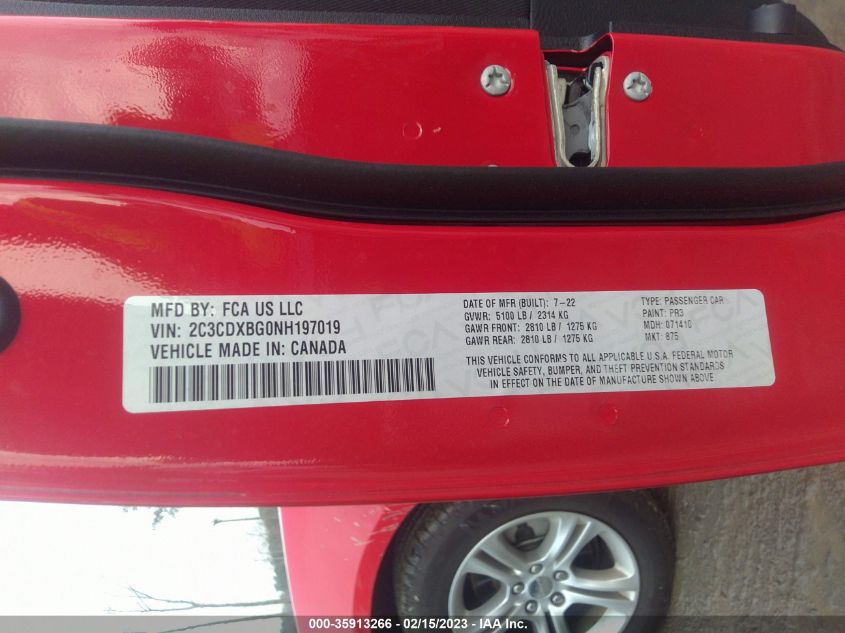 MFD BY: FCA US LLC
VIN: 2C3CDXBG0NH197019
VEHICLE MADE IN: CANADA
DATE OF MFR (BUILT): 7-22
GVWR: 5100 LB / 2314 KG
GAWR FRONT: 2810 LB / 1275 KG
GAWR REAR: 2810 LB / 1275 KG
TYPE: PASSENGER CAR
PAINT: PR3
MDH: 071410
MKT: 875
THIS VEHICLE CONFORMS TO ALL APPLICABLE U.S.A. FEDERAL MOTOR
VEHICLE SAFETY, BUMPER, AND THEFT PREVENTION STANDARDS
IN EFFECT ON THE DATE OF MANUFACTURE SHOWN ABOVE
000-35913266 - 02/15/2023 - IAA Inc.